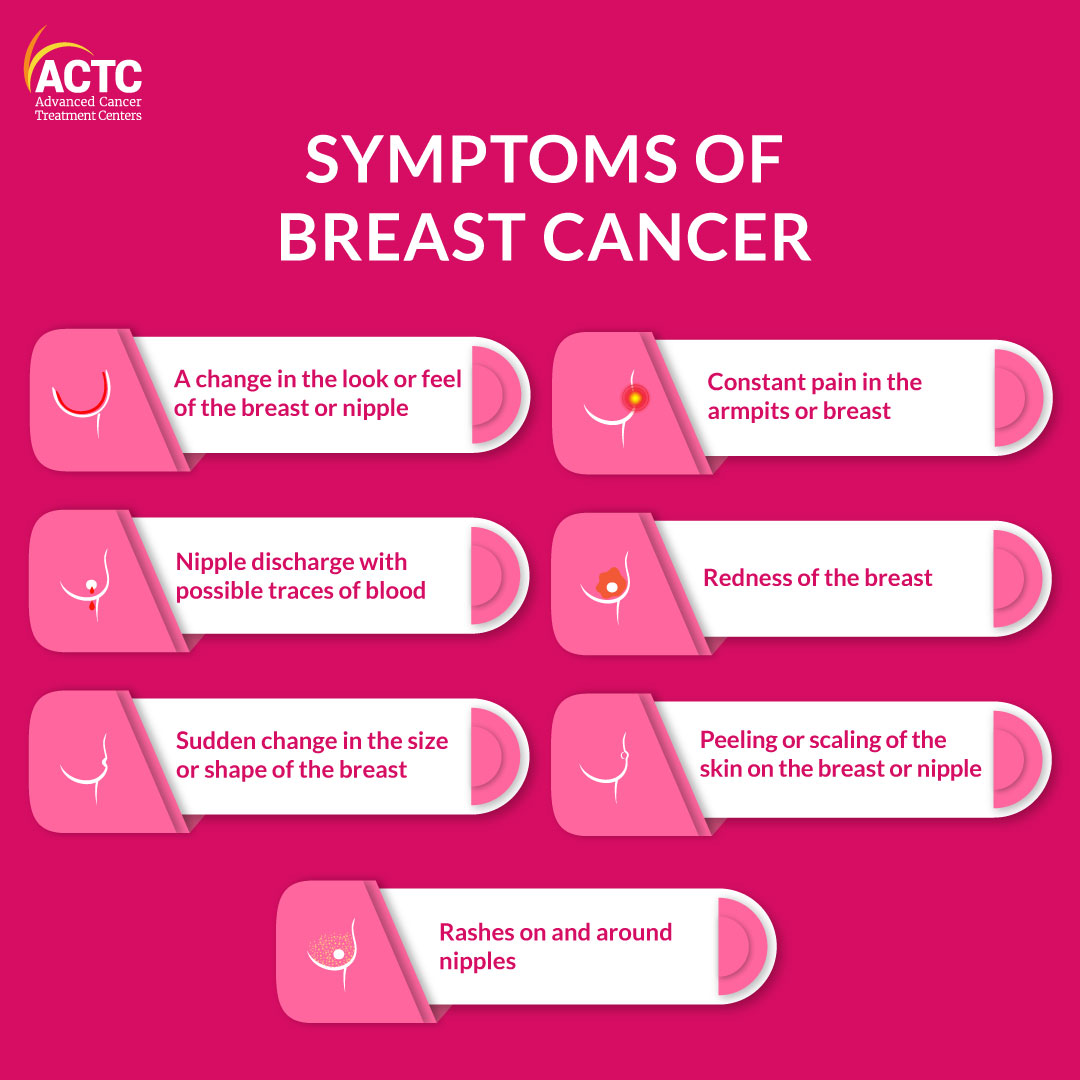 ACTC
Advanced Cancer
Treatment Centers
SYMPTOMS OF
BREAST CANCER
A change in the look or feel
of the breast or nipple
Constant pain in the
armpits or breast
Nipple discharge with
possible traces of blood
Redness of the breast
Sudden change in the size
or shape of the breast
Peeling or scaling of the
skin on the breast or nipple
Rashes on and around
nipples